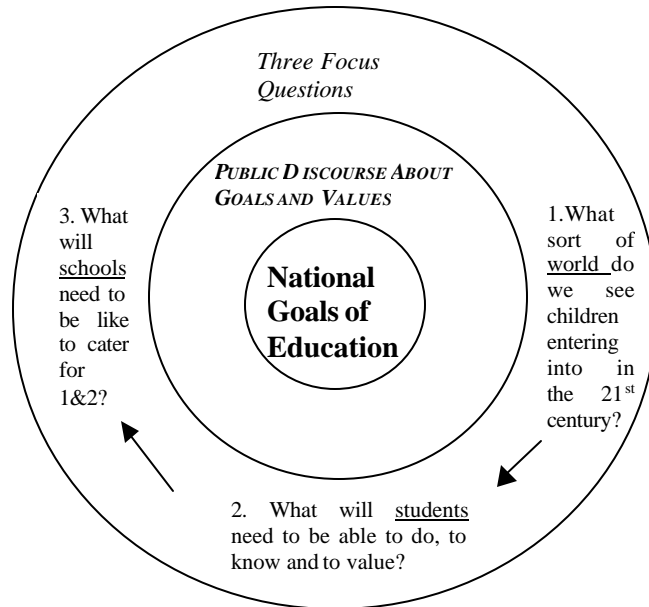 Three Focus
Questions
PUBLIC DISCOURSE ABOUT
GOALS AND VALUES
National
Goals of
Education
1.What
sort of
world do
we see
children
entering
into in
the 21st
century?
2. What will students
need to be able to do, to
know and to value?
3. What
will
schools
need to
be like
to cater
for
1&2?